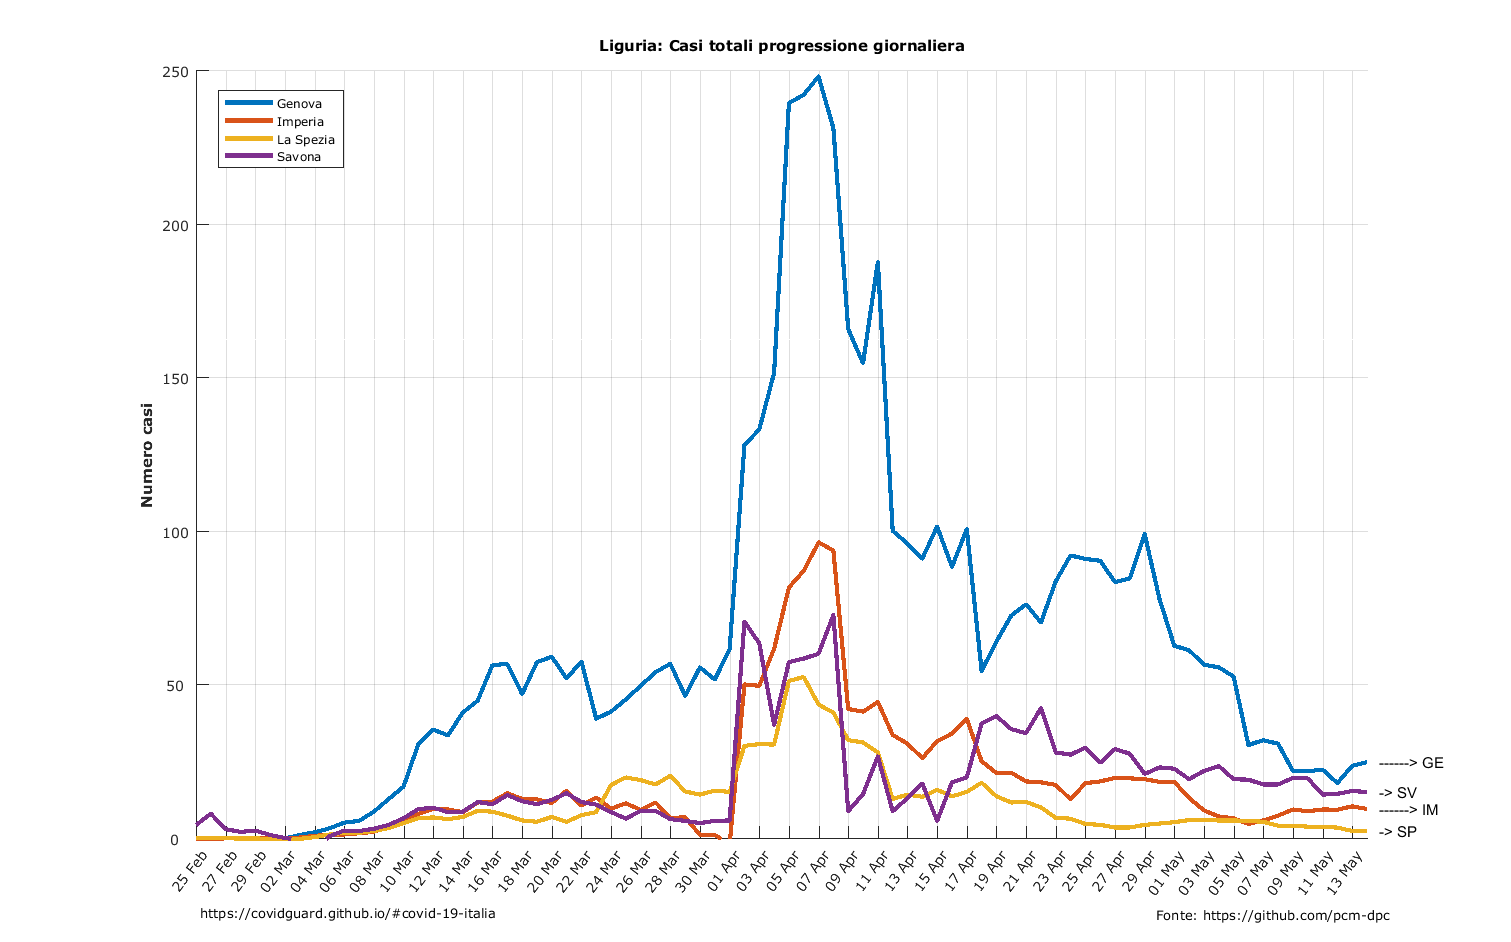 Liguria: Casi totali progressione giornaliera
250
200
150
100
50
0
Numero casi
Genova
Imperia
La Spezia
Savona
------> GE
-> SV
------> IM
-> SP
25 Feb
27 Feb
29 Feb
02 Mar
04 Mar
06 Mar
08 Mar
10 Mar
12 Mar
14 Mar
16 Mar
18 Mar
20 Mar
22 Mar
24 Mar
26 Mar
28 Mar
30 Mar
01 Apr
03 Apr
05 Apr
07 Apr
09 Apr
11 Apr
13 Apr
15 Apr
17 Apr
19 Apr
21 Apr
23 Apr
25 Apr
27 Apr
29 Apr
01 May
03 May
05 May
07 May
09 May
11 May
13 May
https://covidguard.github.io/#covid-19-italia
Fonte: https://github.com/pcm-dpc